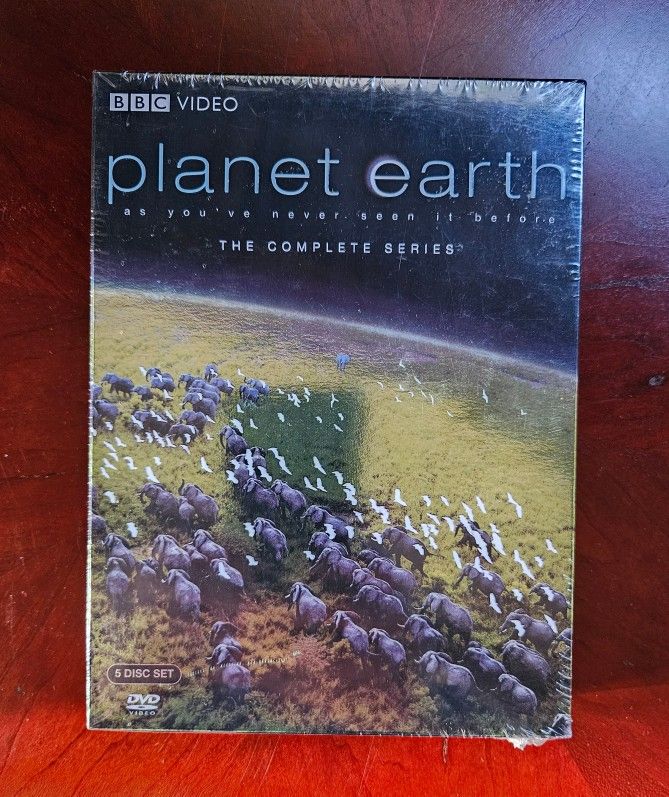 BBC VIDEO
planet earth
as you've never seen it before
THE COMPLETE SERIES
5 DISC SET
DVD
VIDEO